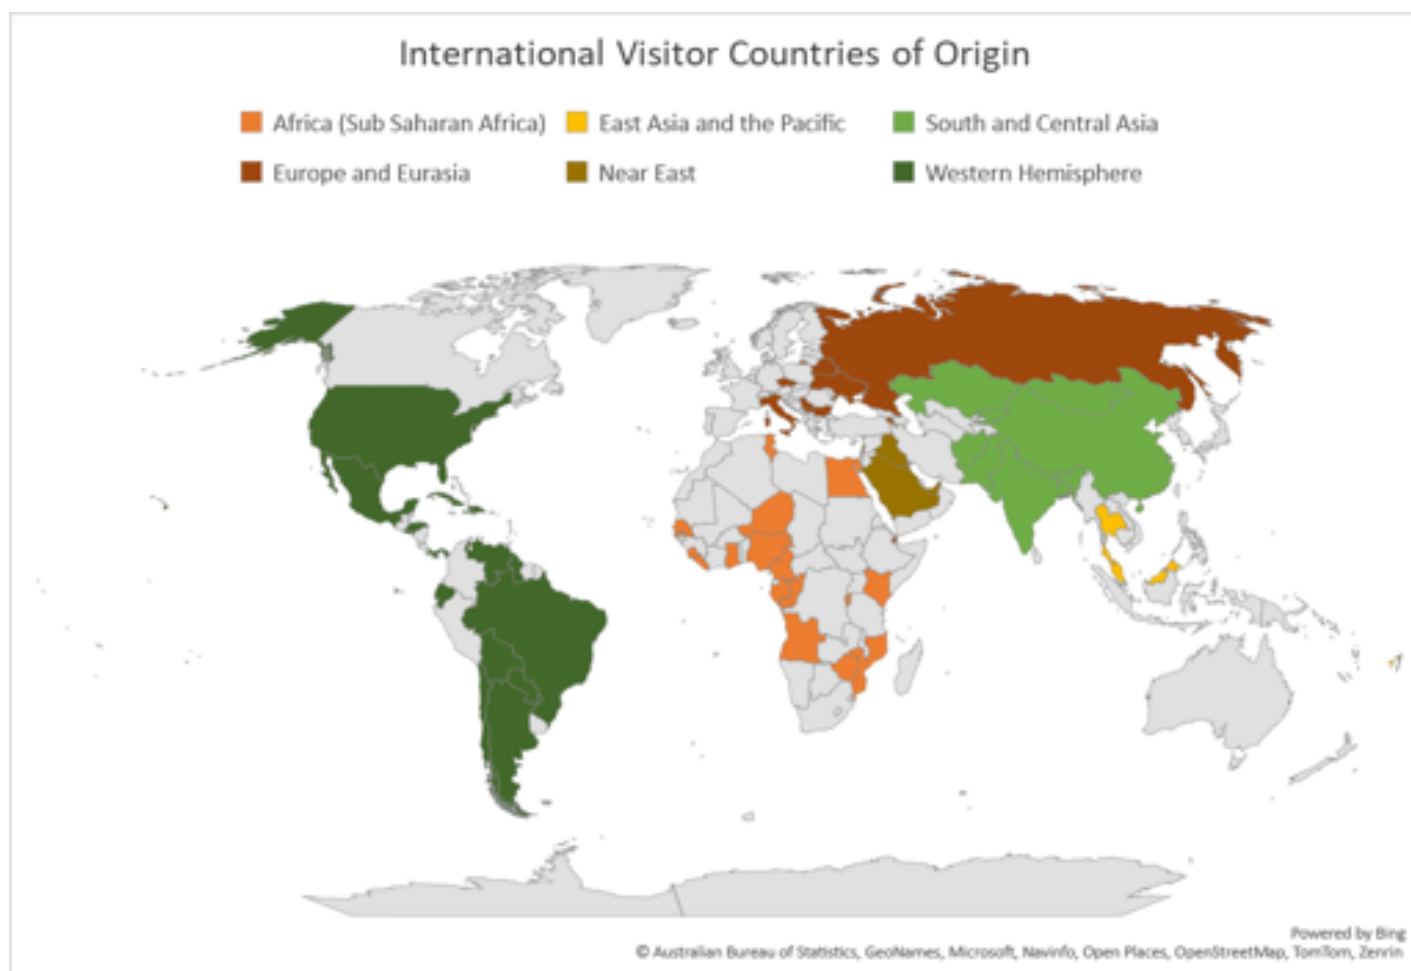 International Visitor Countries of Origin
Africa (Sub Saharan Africa) East Asia and the Pacific South and Central Asia
Europe and Eurasia Near East Western Hemisphere
Powered by Bing
© Australian Bureau of Statistics, GeoNames, Microsoft, Navinfo, Open Places, OpenStreetMap, TomTom, Zenrin